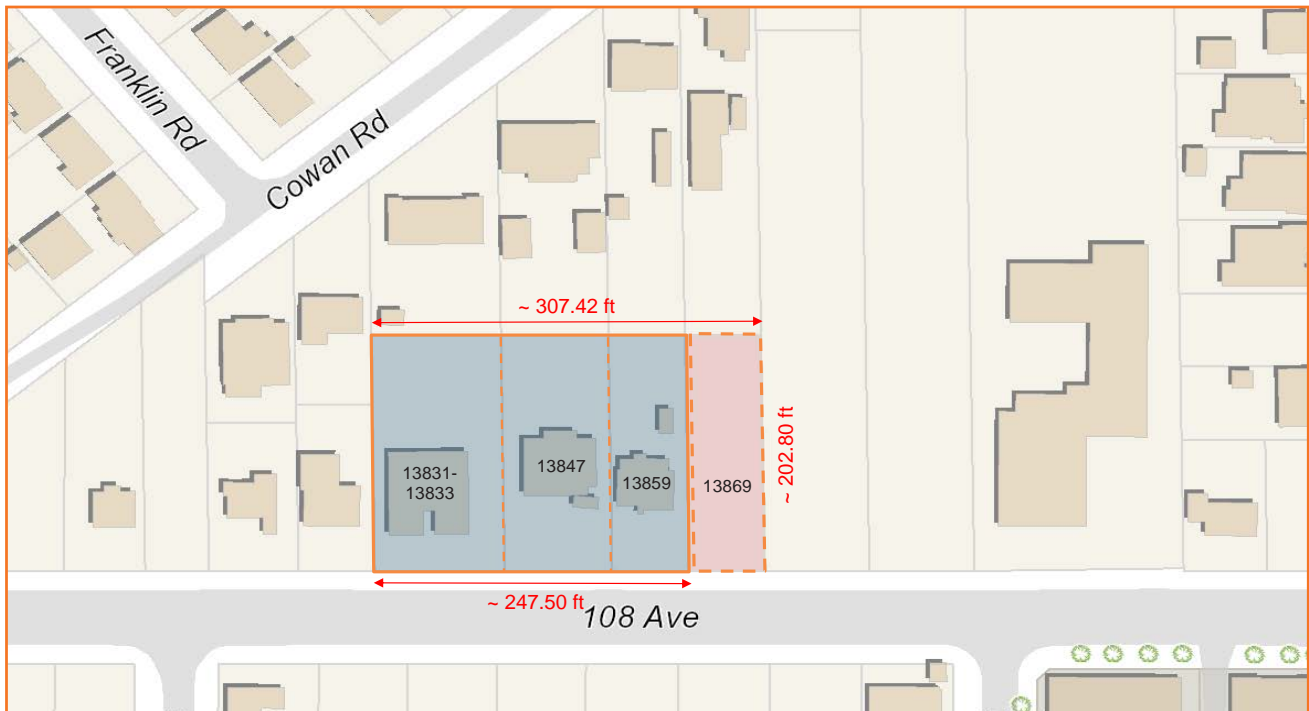 Franklin Rd
Cowan Rd
~ 307.42 ft
13831-
13833
13847
13859
13869
~ 202.80 ft
~ 247.50 ft
108 Ave